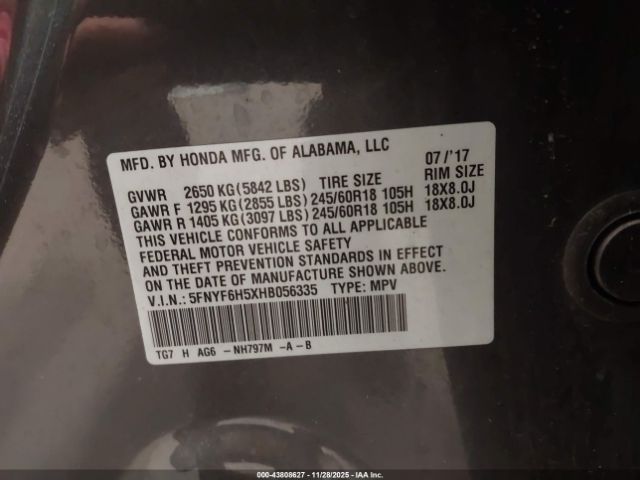 MFD. BY HONDA MFG. OF ALABAMA, LLC 07 /'17
GVWR 2650 KG (5842 LBS) TIRE SIZE RIM SIZE
GAWR F 1295 KG (2855 LBS) 245/60R18 105H 18X8.0J
GAWR R 1405 KG (3097 LBS) 245/60R18 105H 18X8.0J
THIS VEHICLE CONFORMS TO ALL APPLICABLE
FEDERAL MOTOR VEHICLE SAFETY
AND THEFT PREVENTION STANDARDS IN EFFECT
ON THE DATE OF MANUFACTURE SHOWN ABOVE.
V.I.N.: 5FNYF6H5XHB056335 TYPE: MPV
TG7 H AG6 - NH797M -A - B
00-43808627 - 11/28/2025 - IAAI.COM